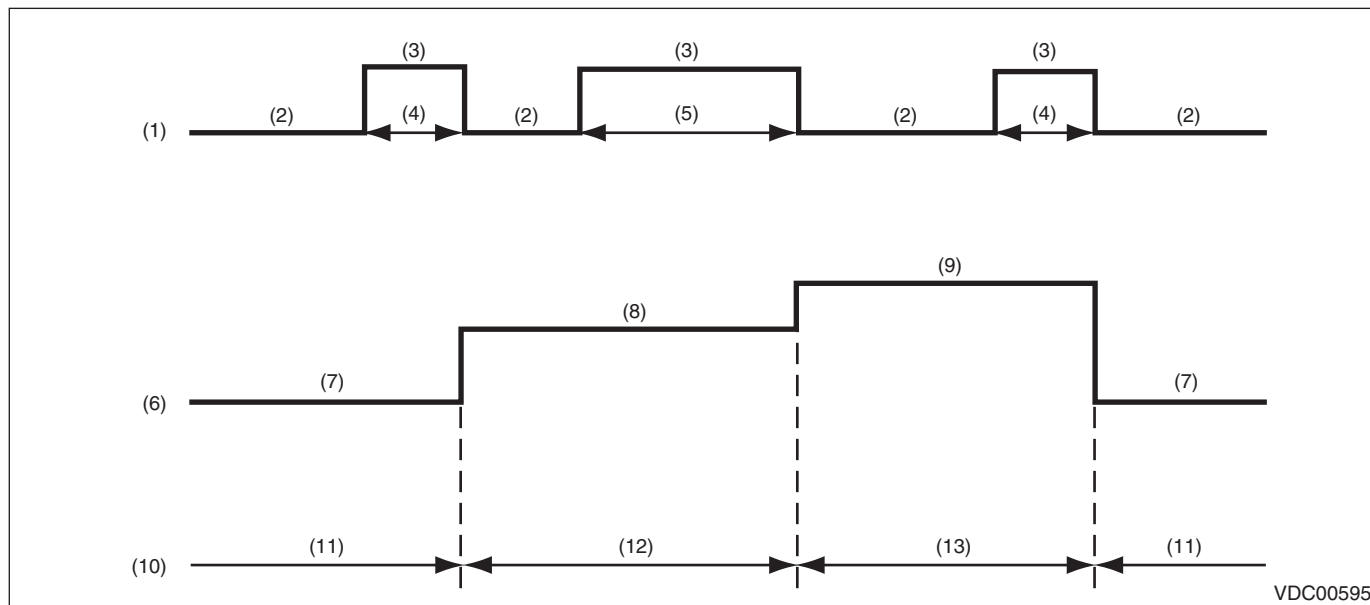 (3) (3) (3)
(2) (4) (2) (5) (2) (4) (2)
(1)
(9)
(8)
(7) (7)
(6)
(11) (12) (13) (11)
(10)
VDC00595